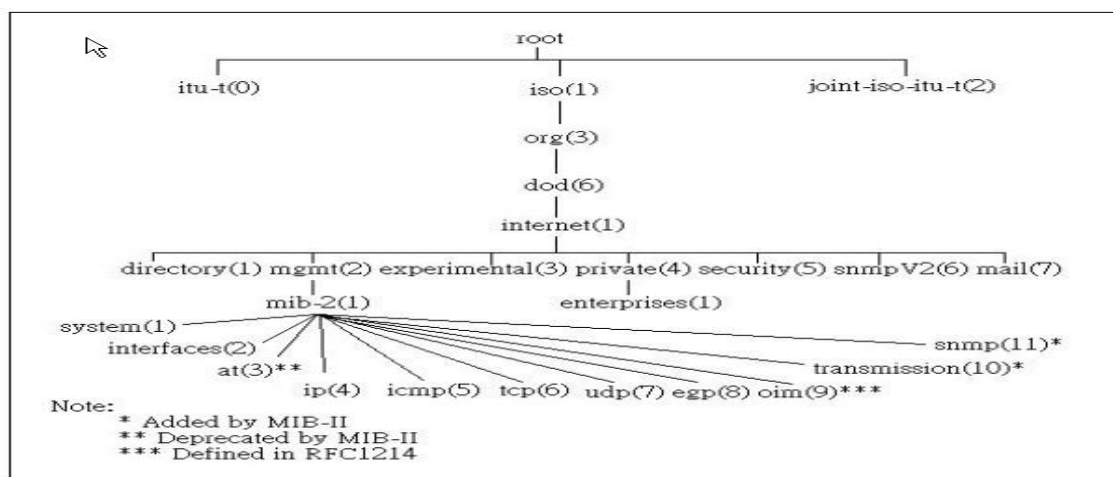 root
itu-t(0) iso(1) joint-iso-itu-t(2)
org(3)
dod(6)
internet(1)
directory(1) mgmt(2) experimental(3) private(4) security(5) snmpV2(6) mail(7)
mib-2(1) enterprises(1)
system(1)
interfaces(2) snmp(11)*
at(3)** transmission(10)*
ip(4) icmp(5) tcp(6) udp(7) egp(8) oim(9)***
Note:
* Added by MIB-II
** Deprecated by MIB-II
*** Defined in RFC1214